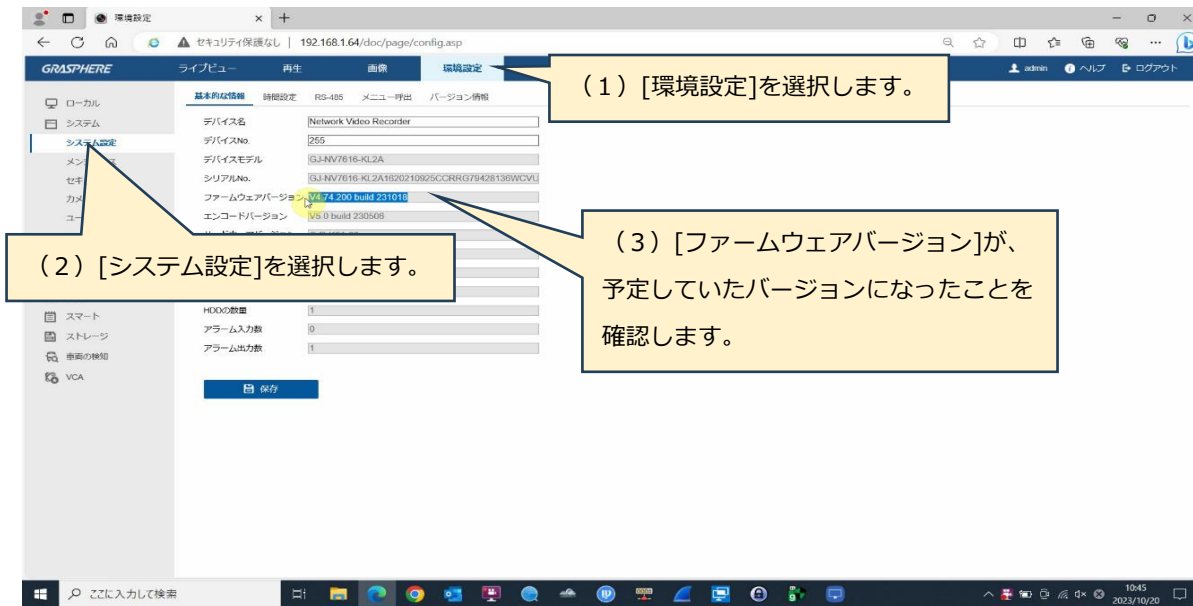 環境設定
セキュリティ保護なし | 192.168.1.64/doc/page/config.asp
GRASPHERE ライブビュー 再生 画像 環境設定 admin ヘルプ ログアウト
(1)[環境設定]を選択します。
ローカル
システム
システム設定
基本的な情報 時間設定 RS-485 メニュー呼出 バージョン情報
デバイス名 Network Video Recorder
デバイスNo. 255
デバイスモデル GJ-NV7616-KL2A
シリアルNo. GJ-NV7616-KL2A1620210925CCRRG79428136WCVU
ファームウェアバージョン V4.74.200 build 231018
エンコードバージョン V5.0 build 230506
(2)[システム設定]を選択します。
(3)[ファームウェアバージョン]が、
予定していたバージョンになったことを
確認します。
HDDの数量 1
アラーム入力数 0
アラーム出力数 1
スマート
ストレージ
車両の検知
VCA
保存
ここに入力して検索
10:45
2023/10/20